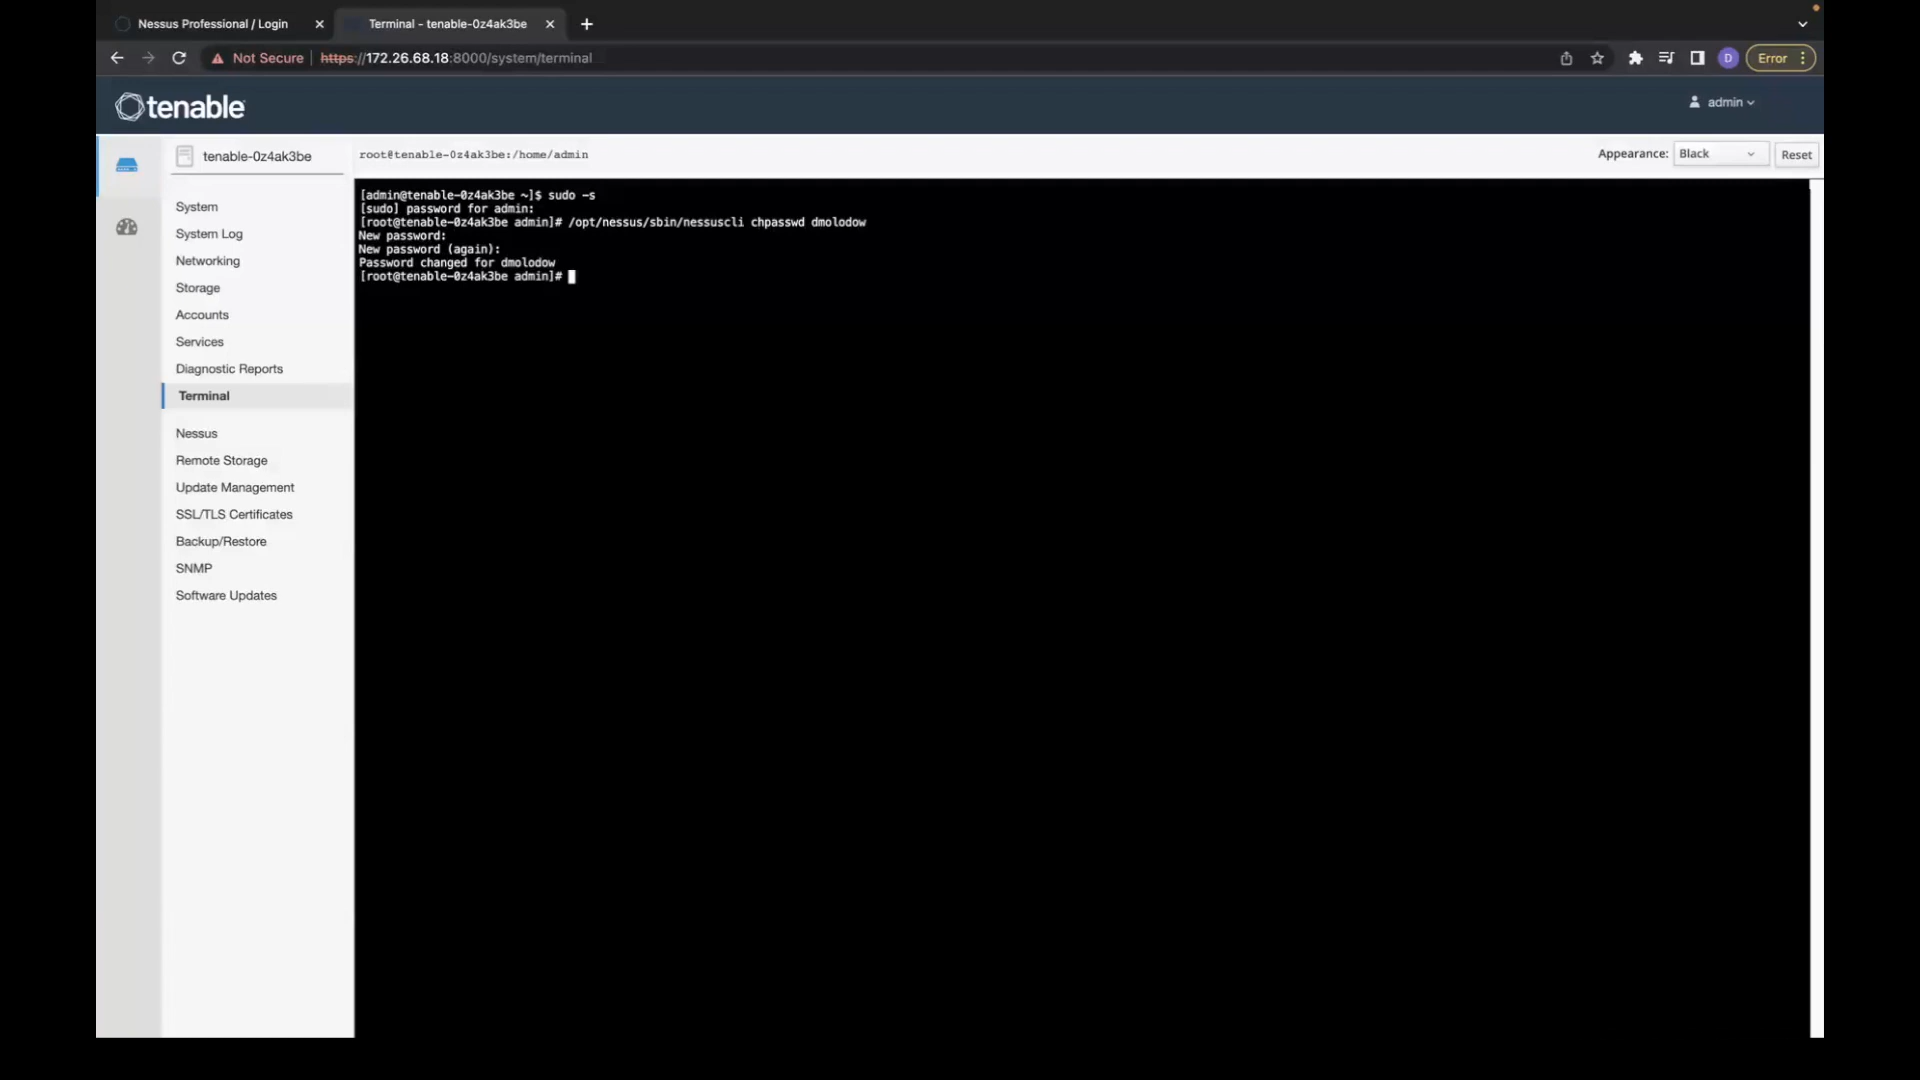 Nessus Professional / Login
Terminal - tenable-0z4ak3be
Not Secure
https://172.26.68.18:8000/system/terminal
D
Error
tenable
admin
tenable-0z4ak3be
root@tenable-0z4ak3be:/home/admin
Appearance:
Black
Reset
System
System Log
Networking
Storage
Accounts
Services
Diagnostic Reports
Terminal
Nessus
Remote Storage
Update Management
SSL/TLS Certificates
Backup/Restore
SNMP
Software Updates
[admin@tenable-0z4ak3be ~]$ sudo -s
[sudo] password for admin:
[root@tenable-0z4ak3be admin]# /opt/nessus/sbin/nessuscli chpasswd dmolodow
New password:
New password (again):
Password changed for dmolodow
[root@tenable-0z4ak3be admin]#